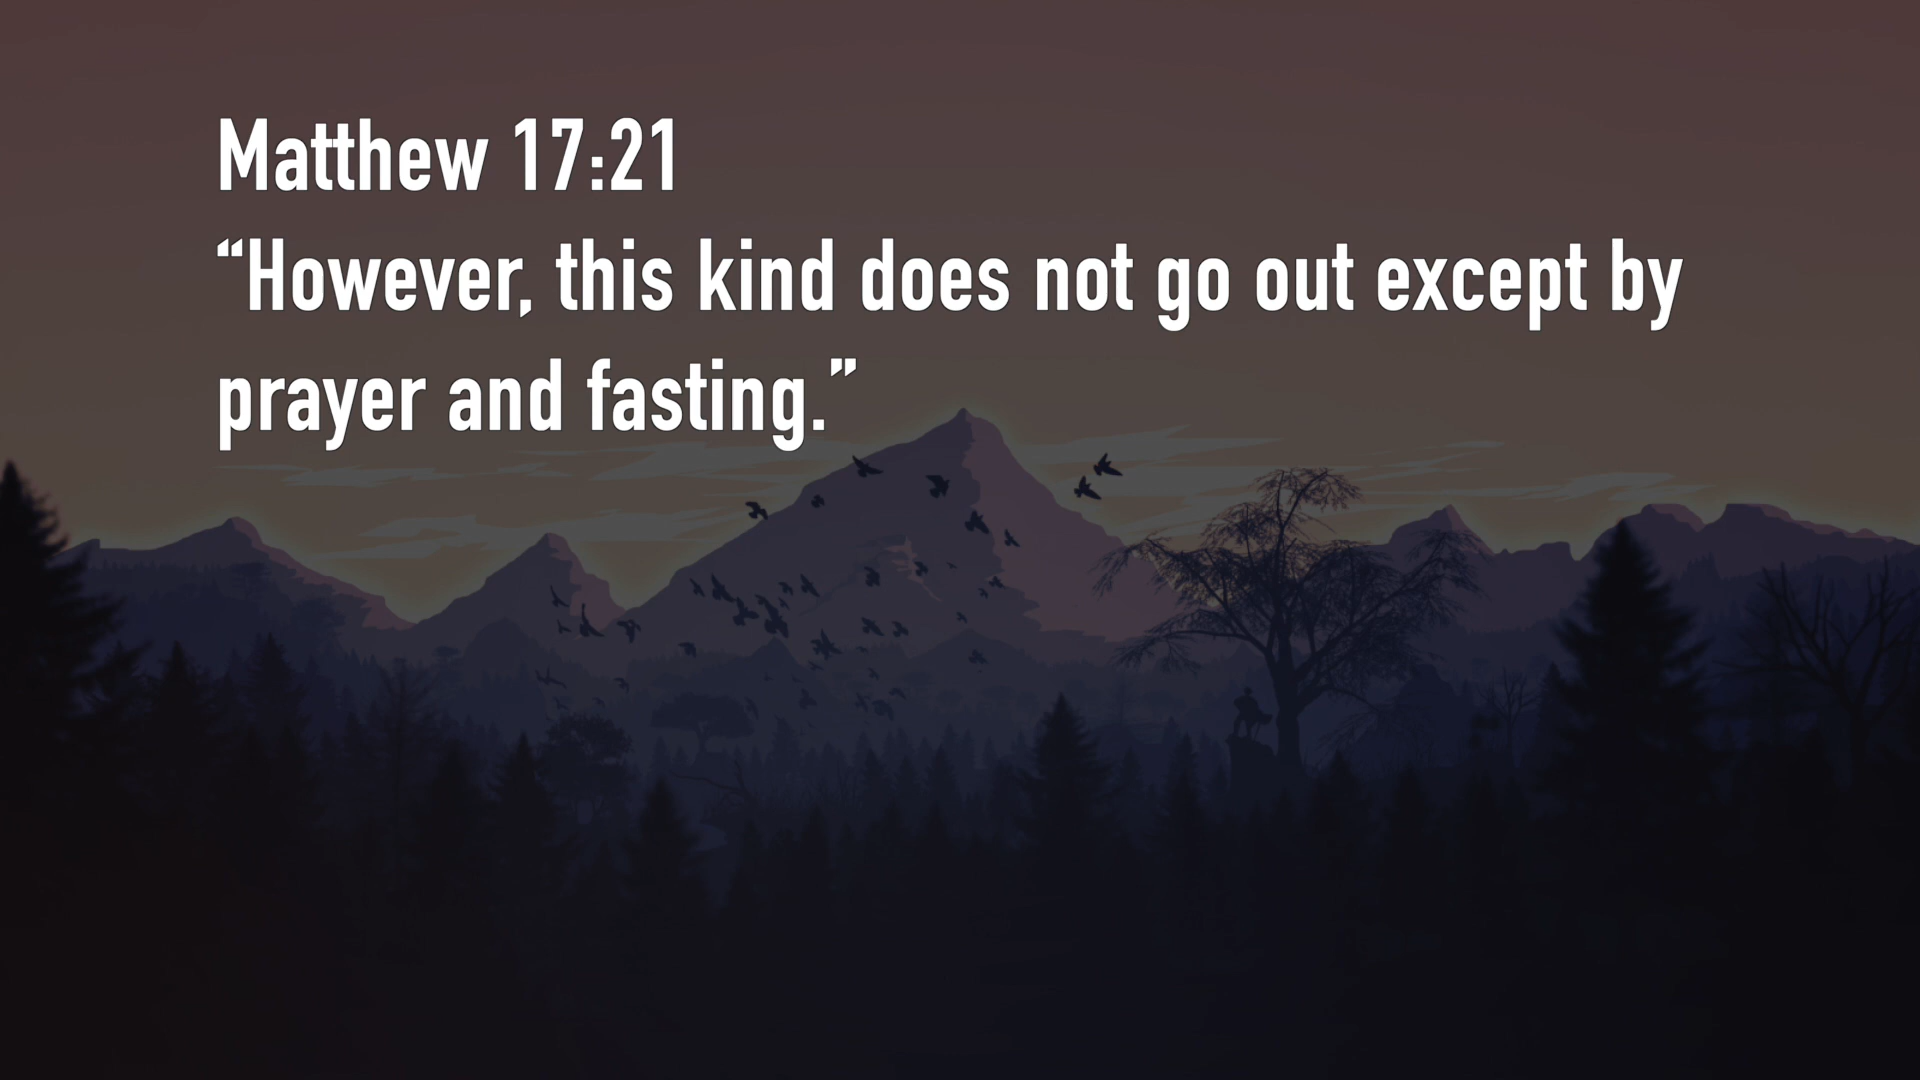 Matthew 17:21
“However, this kind does not go out except by
prayer and fasting.”